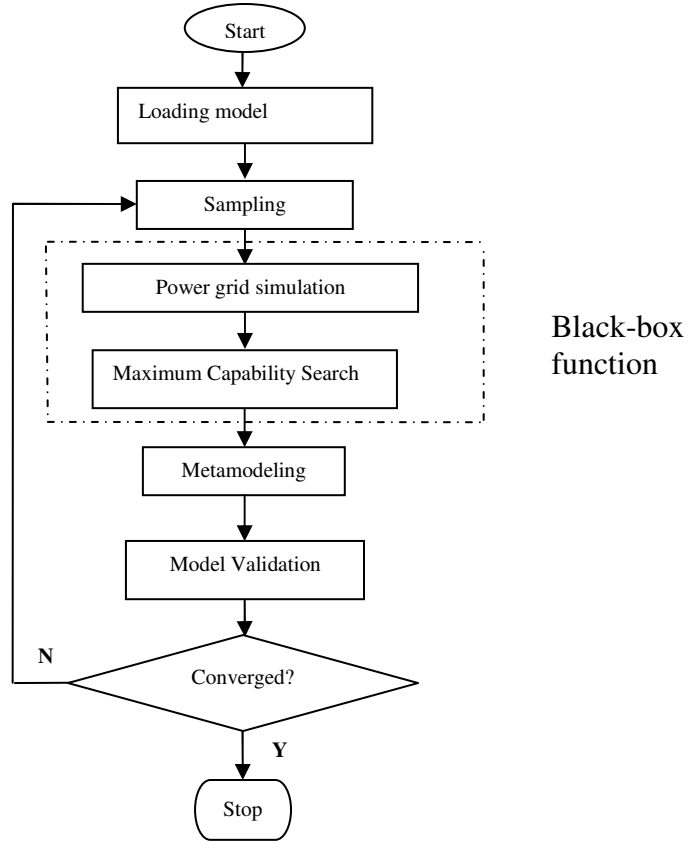 Start
Loading model
Sampling
Power grid simulation
Maximum Capability Search
Black-box
function
Metamodeling
Model Validation
Converged?
N
Y
Stop